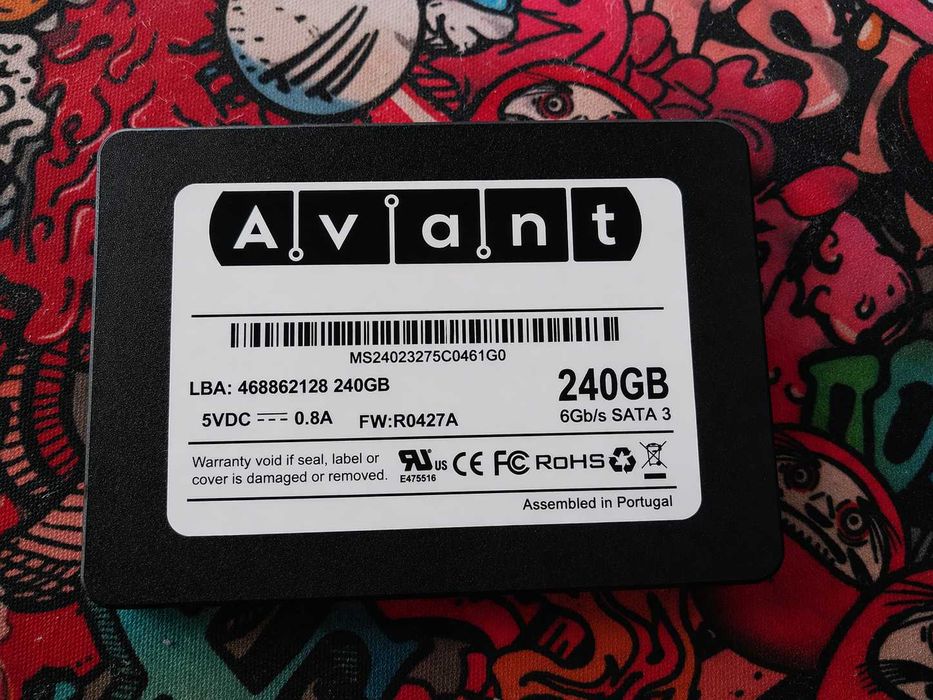 Avant
MS24023275C0461G0
LBA: 468862128 240GB
240GB
5VDC ⎓ 0.8A FW:R0427A
6Gb/s SATA 3
Warranty void if seal, label or
cover is damaged or removed.
RU US CE FC RoHS
E475516
Assembled in Portugal